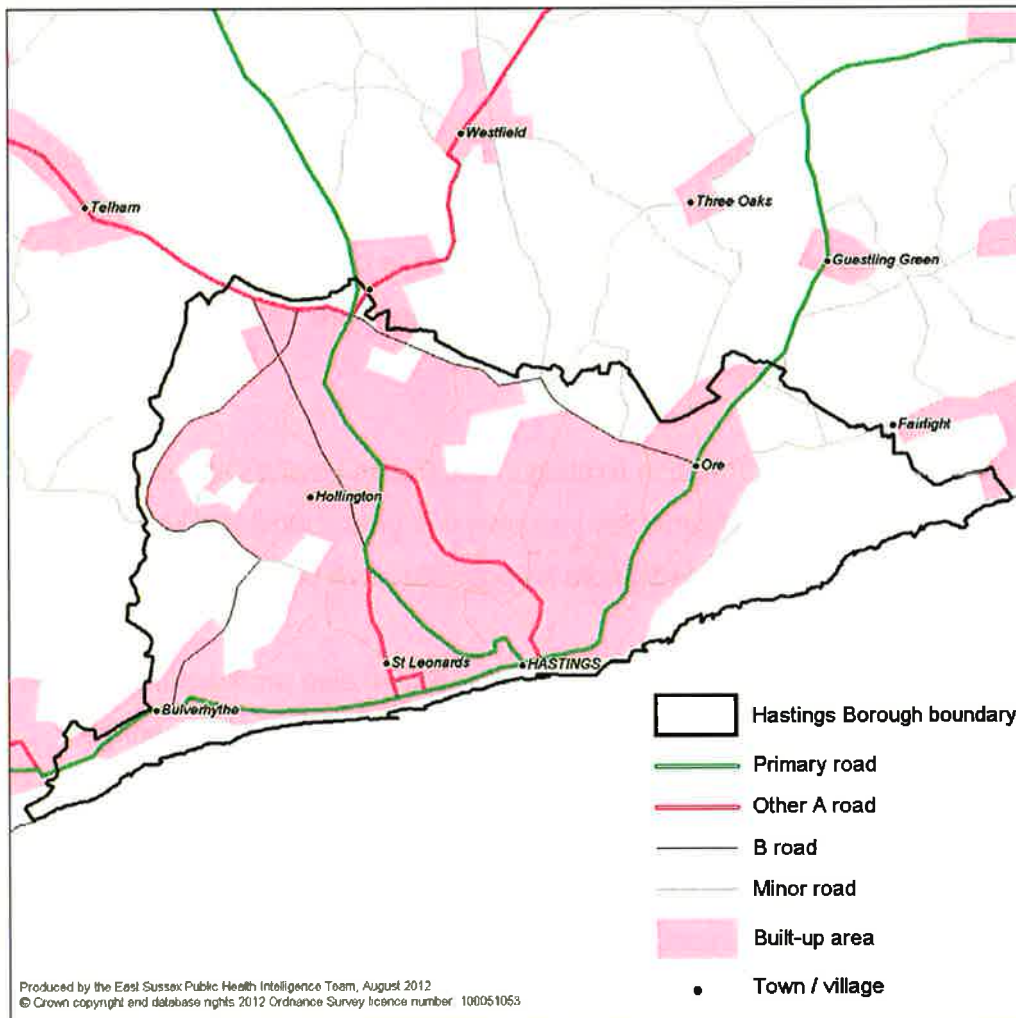 Westfield
Telham
Three Oaks
Guestling Green
Fairlight
Ore
Hollington
St Leonards
HASTINGS
Bulverhythe
Hastings Borough boundary
Primary road
Other A road
B road
Minor road
Built-up area
Town / village
Produced by the East Sussex Public Health Intelligence Team, August 2012
© Crown copyright and database rights 2012 Ordnance Survey licence number 100051053